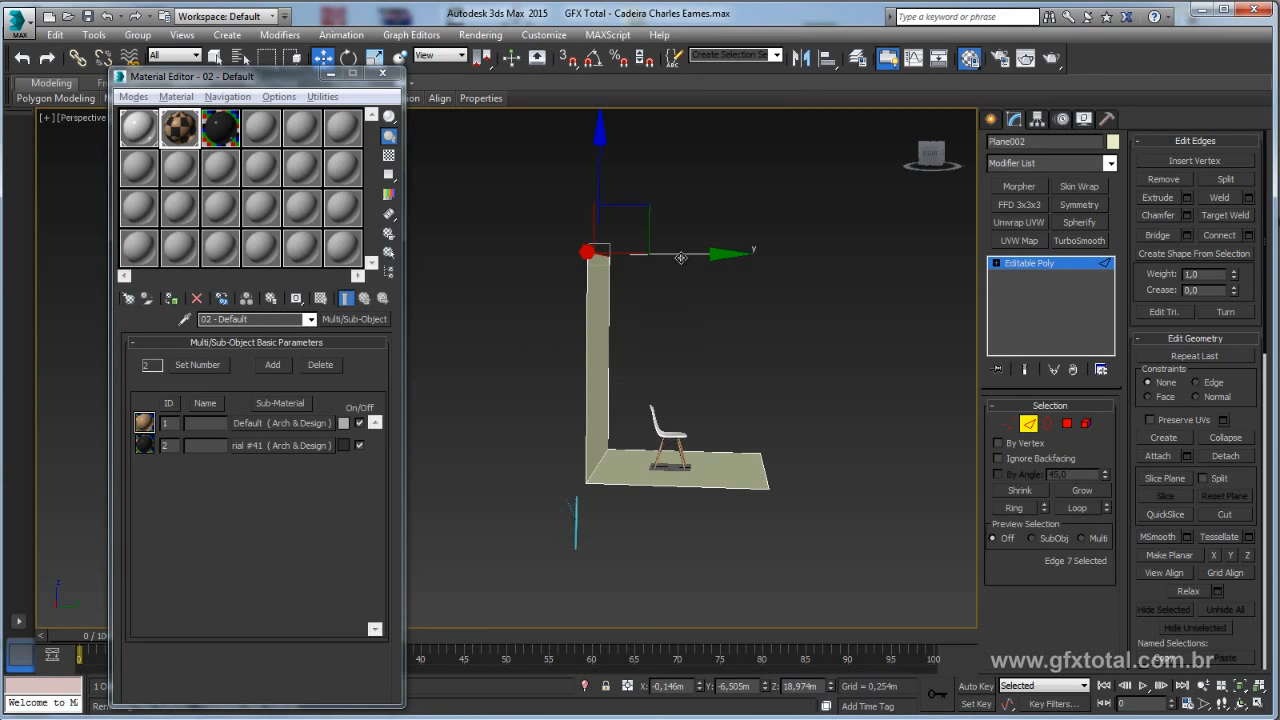 Workspace: Default
Autodesk 3ds Max 2015
GFX Total - Cadeira Charles Eames.max
Type a keyword or phrase
MAX
Edit Tools Group Views Create Modifiers Animation Graph Editors Rendering Customize MAXScript Help
All
View
Create Selection Se
Modeling
Polygon Modeling
Align
Properties
[ + ] [Perspective
Material Editor - 02 - Default
Modes Material Navigation Options Utilities
02 - Default
Multi/Sub-Object
Multi/Sub-Object Basic Parameters
2
Set Number
Add
Delete
ID
Name
Sub-Material
On/Off
1
Default ( Arch & Design )
2
rial #41 ( Arch & Design )
y
z
Plane002
Modifier List
Morpher
Skin Wrap
FFD 3x3x3
Symmetry
Unwrap UVW
Spherify
UVW Map
TurboSmooth
Editable Poly
Selection
By Vertex
Ignore Backfacing
By Angle:
45,0
Shrink
Grow
Ring
Loop
Preview Selection
Off
SubObj
Multi
Edge 7 Selected
Edit Edges
Insert Vertex
Remove
Split
Extrude
Weld
Chamfer
Target Weld
Bridge
Connect
Create Shape From Selection
Weight:
1,0
Crease:
0,0
Edit Tri.
Turn
Edit Geometry
Repeat Last
Constraints
None
Edge
Face
Normal
Preserve UVs
Create
Collapse
Attach
Detach
Slice Plane
Split
Slice
Reset Plane
QuickSlice
Cut
MSmooth
Tessellate
Make Planar
X
Y
Z
View Align
Grid Align
Relax
Hide Selected
Unhide All
Hide Unselected
Named Selections:
Copy
Paste
www.gfxtotal.com.br
0 / 100
40 45 50 55 60 65 70 75 80 85 90 95 100
Welcome to M
X: -0,146m
Y: -6,505m
Z: 18,974m
Grid = 0,254m
Add Time Tag
Auto Key
Selected
Set Key
Key Filters...
0